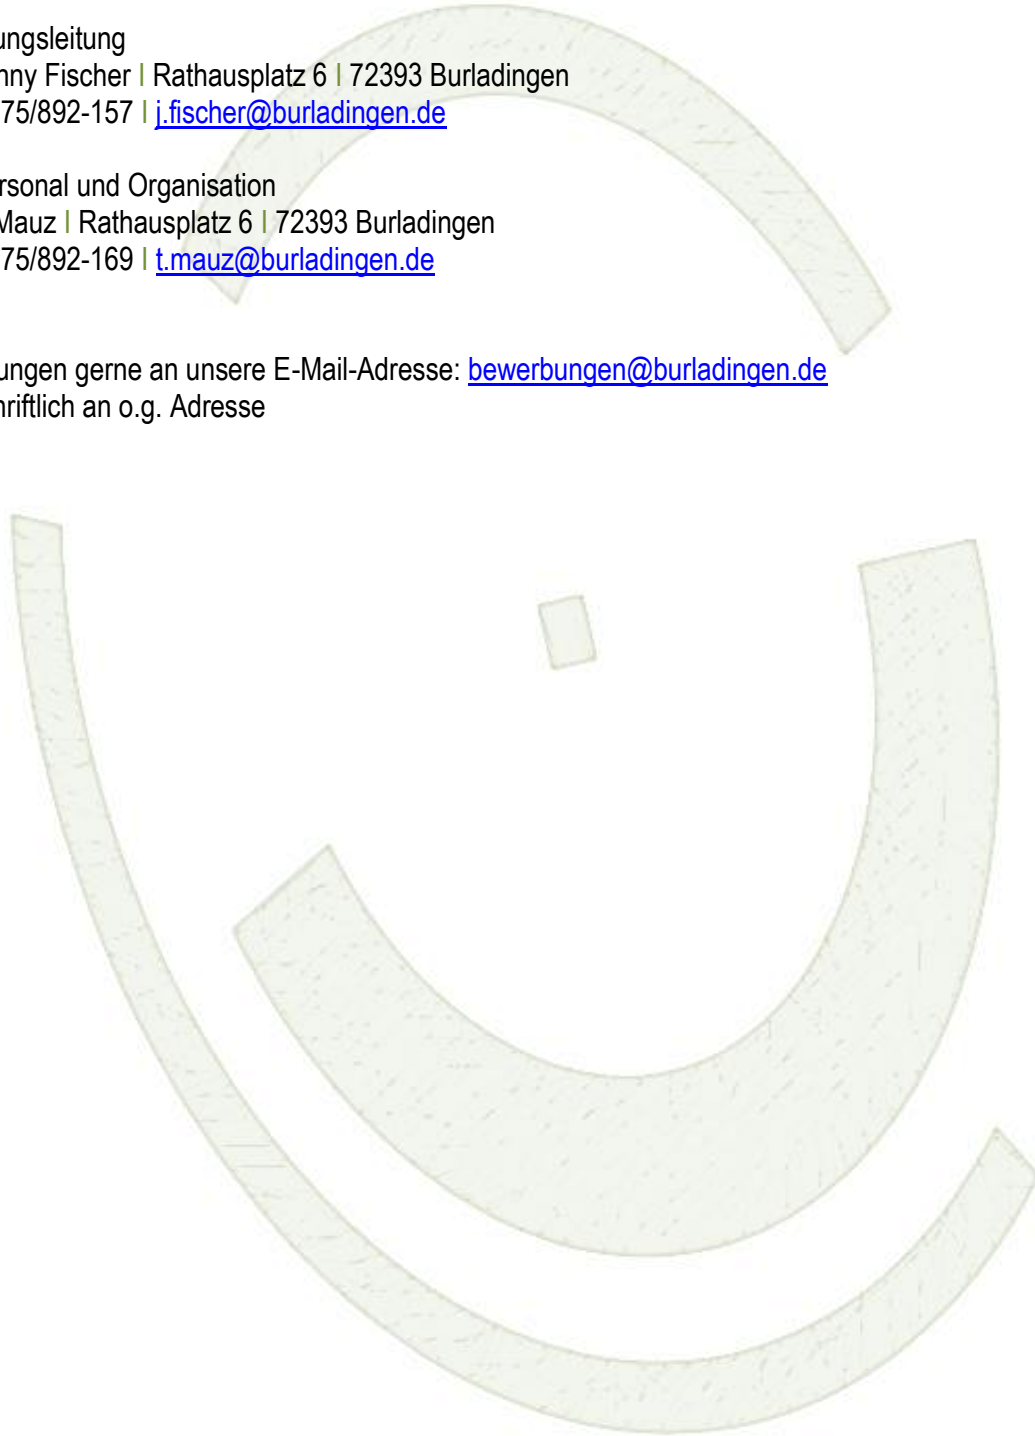 ungsleitung
nny Fischer I Rathausplatz 6 I 72393 Burladingen
75/892-157 I j.fischer@burladingen.de
rsonal und Organisation
Mauz I Rathausplatz 6 I 72393 Burladingen
75/892-169 I t.mauz@burladingen.de
ungen gerne an unsere E-Mail-Adresse: bewerbungen@burladingen.de
hriftlich an o.g. Adresse